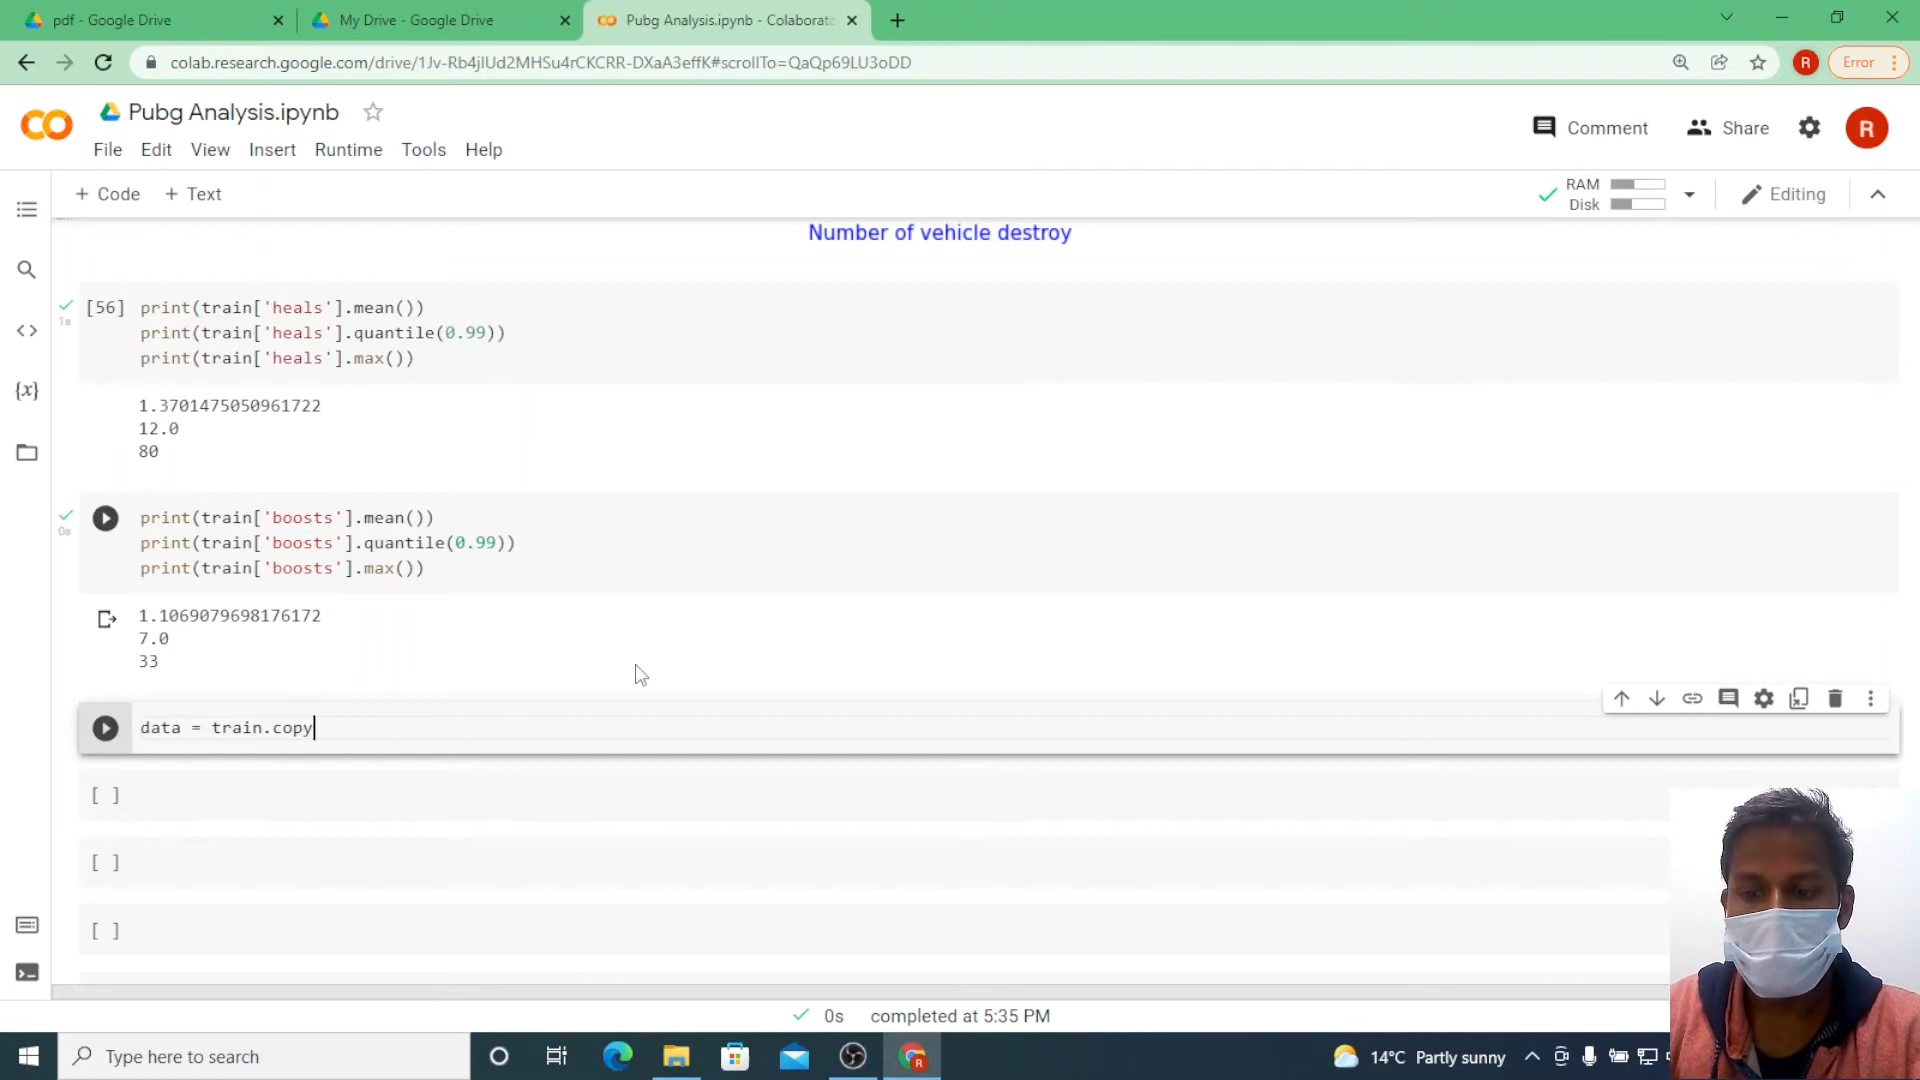 pdf - Google Drive
My Drive - Google Drive
Pubg Analysis.ipynb - Colaborato
colab.research.google.com/drive/1Jv-Rb4jlUd2MHSu4rCKCRR-DXaA3effK#scrollTo=QaQp69LU3oDD
R
Error
CO
Pubg Analysis.ipynb
Comment
Share
R
File Edit View Insert Runtime Tools Help
+ Code + Text
RAM
Disk
Editing
Number of vehicle destroy
[56] print(train['heals'].mean())
1s
print(train['heals'].quantile(0.99))
print(train['heals'].max())
{x}
1.3701475050961722
12.0
80
print(train['boosts'].mean())
0s
print(train['boosts'].quantile(0.99))
print(train['boosts'].max())
1.1069079698176172
7.0
33
data = train.copy
[ ]
[ ]
[ ]
0s completed at 5:35 PM
Type here to search
R
14°C Partly sunny